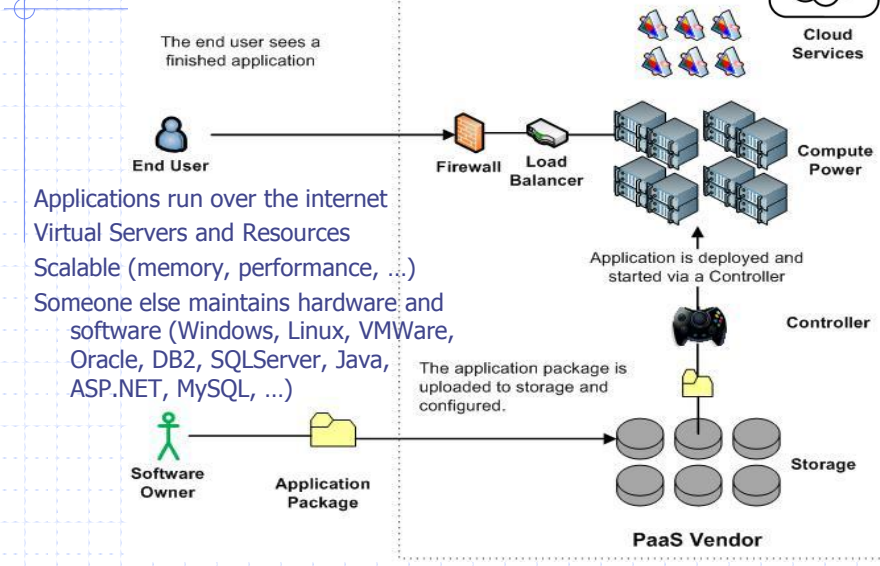 The end user sees a
finished application
Cloud
Services
End User
Firewall
Load
Balancer
Compute
Power
Applications run over the internet
Virtual Servers and Resources
Scalable (memory, performance, …)
Someone else maintains hardware and
software (Windows, Linux, VMWare,
Oracle, DB2, SQLServer, Java,
ASP.NET, MySQL, …)
Application is deployed and
started via a Controller
Controller
The application package is
uploaded to storage and
configured.
Software
Owner
Application
Package
Storage
PaaS Vendor